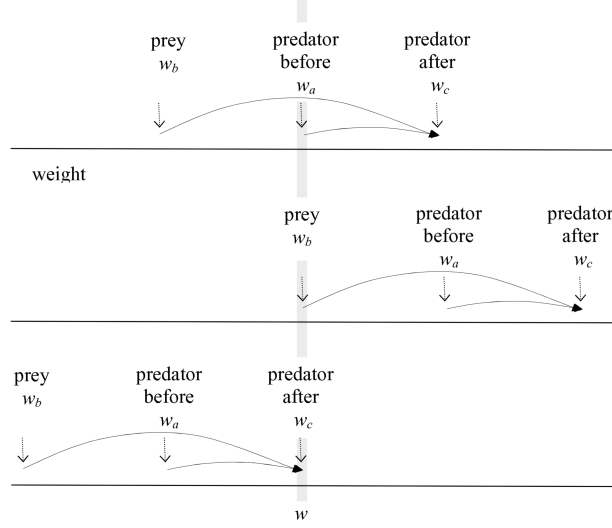 prey
w_b
predator
before
w_a
predator
after
w_c
weight
prey
w_b
predator
before
w_a
predator
after
w_c
prey
w_b
predator
before
w_a
predator
after
w_c
w